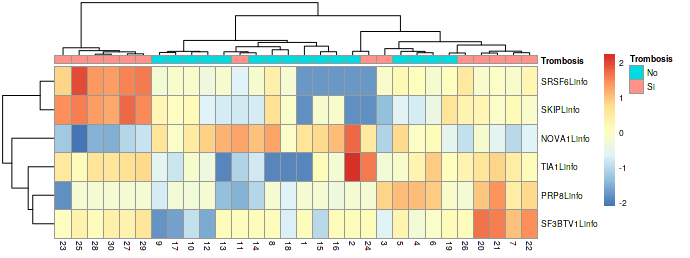 Trombosis
Trombosis
No
Si
2
1
0
-1
-2
SRSF6Linfo
SKIPLinfo
NOVA1Linfo
TIA1Linfo
PRP8Linfo
SF3BTV1Linfo
23 25 28 30 27 29 9 17 10 12 13 11 14 8 18 1 15 16 2 24 3 5 4 6 19 26 20 21 7 22